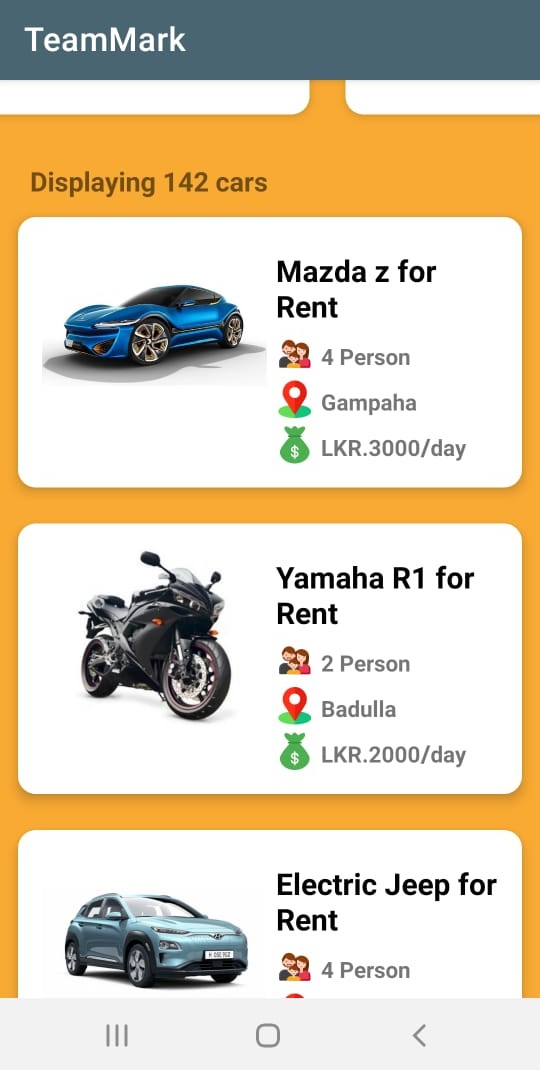 TeamMark
Displaying 142 cars
Mazda z for
Rent
4 Person
Gampaha
LKR.3000/day
Yamaha R1 for
Rent
2 Person
Badulla
LKR.2000/day
Electric Jeep for
Rent
4 Person